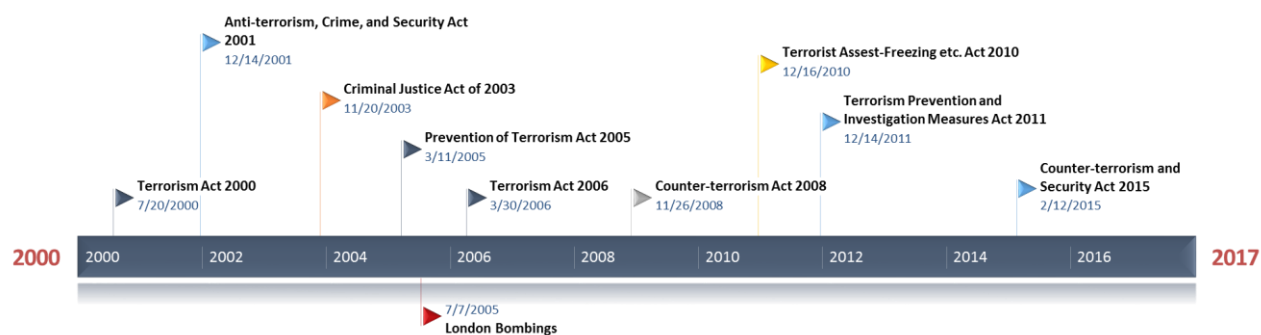 Anti-terrorism, Crime, and Security Act
2001
12/14/2001
Terrorist Assest-Freezing etc. Act 2010
12/16/2010
Criminal Justice Act of 2003
11/20/2003
Terrorism Prevention and
Investigation Measures Act 2011
12/14/2011
Prevention of Terrorism Act 2005
3/11/2005
Terrorism Act 2000
7/20/2000
Terrorism Act 2006
3/30/2006
Counter-terrorism Act 2008
11/26/2008
Counter-terrorism and
Security Act 2015
2/12/2015
2000 2000 2002 2004 2006 2008 2010 2012 2014 2016 2017
7/7/2005
London Bombings